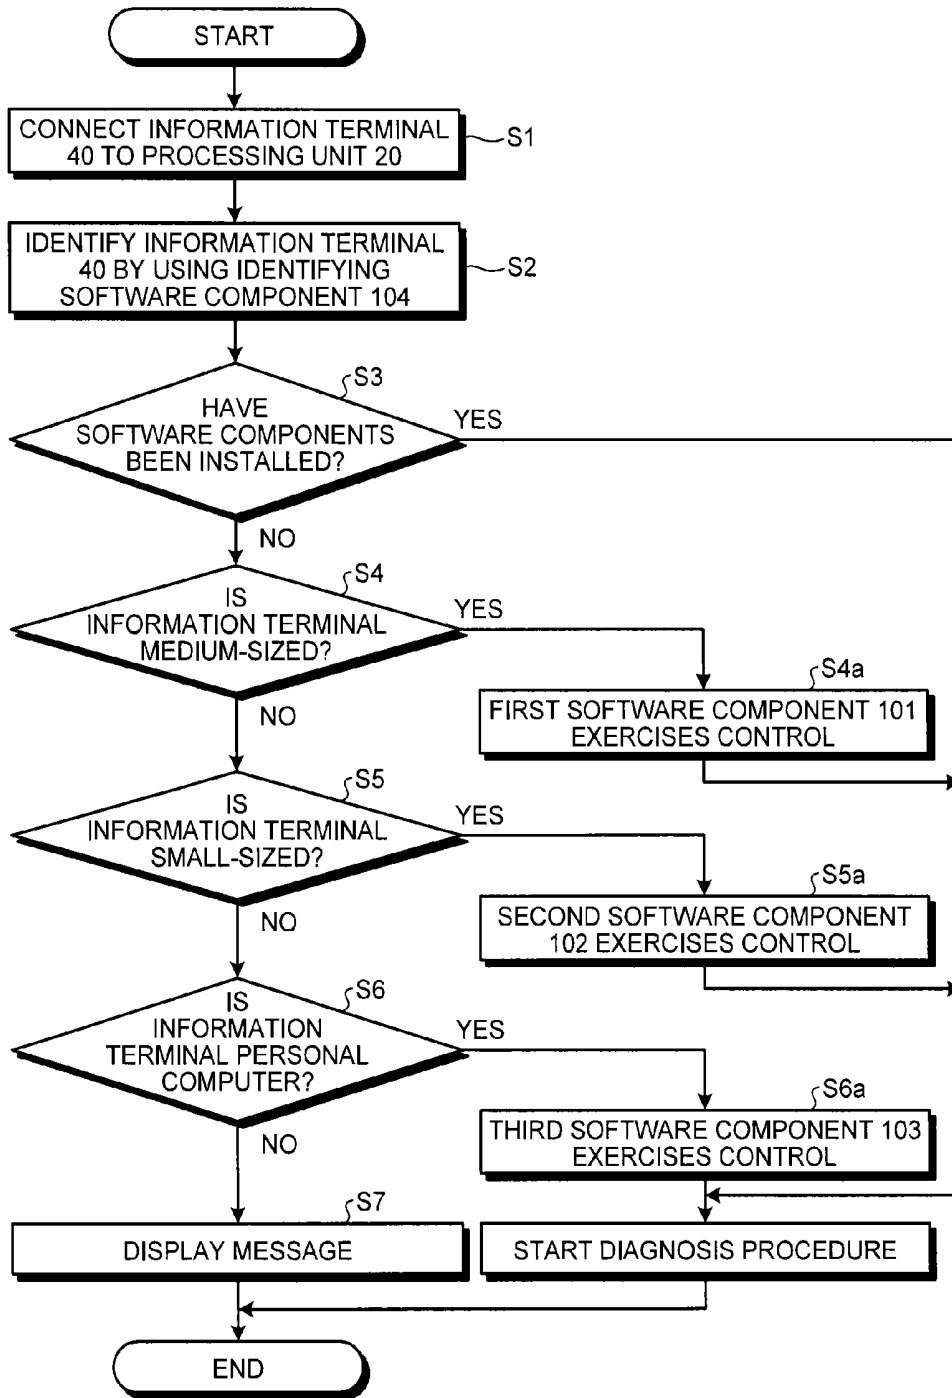 START
CONNECT INFORMATION TERMINAL
40 TO PROCESSING UNIT 20
S1
IDENTIFY INFORMATION TERMINAL
40 BY USING IDENTIFYING
SOFTWARE COMPONENT 104
S2
S3
HAVE
SOFTWARE COMPONENTS
BEEN INSTALLED?
YES
NO
S4
IS
INFORMATION TERMINAL
MEDIUM-SIZED?
YES
S4a
FIRST SOFTWARE COMPONENT 101
EXERCISES CONTROL
NO
S5
IS
INFORMATION TERMINAL
SMALL-SIZED?
YES
S5a
SECOND SOFTWARE COMPONENT
102 EXERCISES CONTROL
NO
S6
IS
INFORMATION
TERMINAL PERSONAL
COMPUTER?
YES
S6a
THIRD SOFTWARE COMPONENT 103
EXERCISES CONTROL
NO
S7
DISPLAY MESSAGE
START DIAGNOSIS PROCEDURE
END